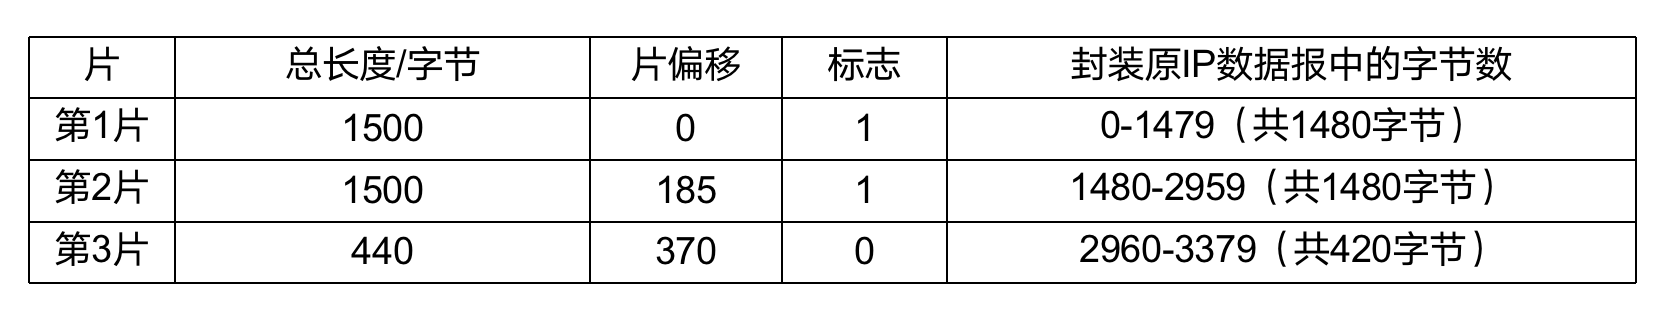 片 总长度/字节 片偏移 标志 封装原IP数据报中的字节数
第1片 1500 0 1 0-1479（共1480字节）
第2片 1500 185 1 1480-2959（共1480字节）
第3片 440 370 0 2960-3379（共420字节）